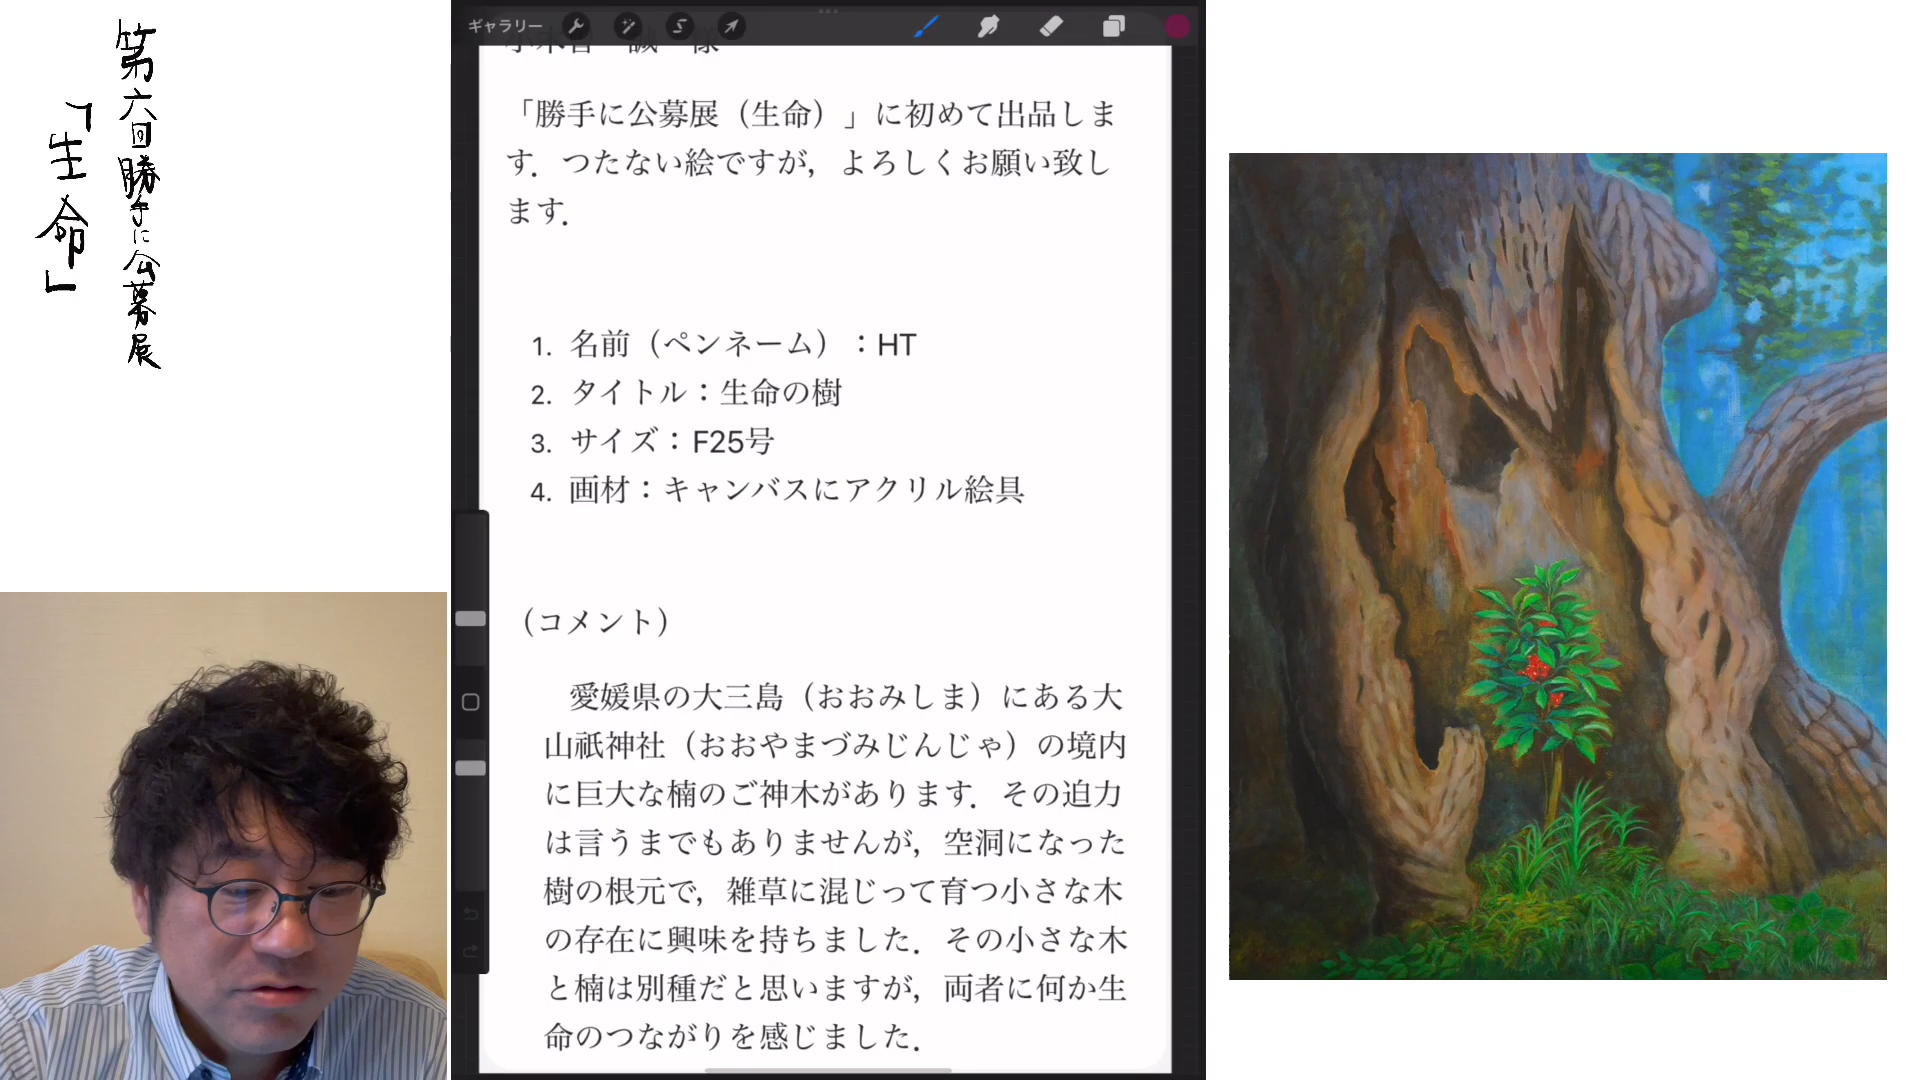 第六回勝手に公募展
「生命」
ギャラリー
「勝手に公募展（生命）」に初めて出品しま
す．つたない絵ですが，よろしくお願い致し
ます．
1. 名前（ペンネーム）：HT
2. タイトル：生命の樹
3. サイズ：F25号
4. 画材：キャンバスにアクリル絵具
（コメント）
愛媛県の大三島（おおみしま）にある大
山祇神社（おおやまづみじんじゃ）の境内
に巨大な楠のご神木があります．その迫力
は言うまでもありませんが，空洞になった
樹の根元で，雑草に混じって育つ小さな木
の存在に興味を持ちました．その小さな木
と楠は別種だと思いますが，両者に何か生
命のつながりを感じました．